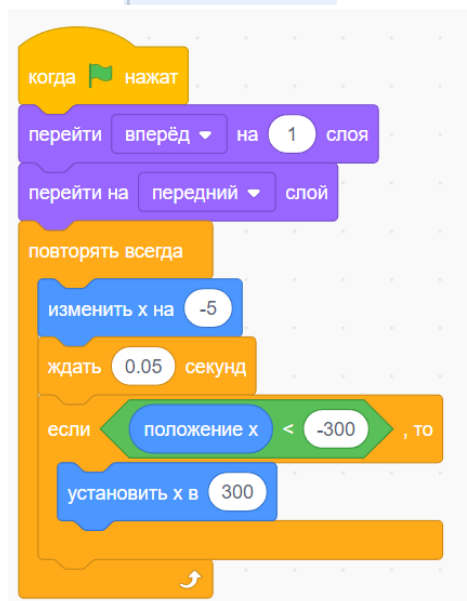 когда нажат
перейти вперёд на 1 слоя
перейти на передний слой
повторять всегда
изменить х на -5
ждать 0.05 секунд
если положение х < -300 , то
установить х в 300